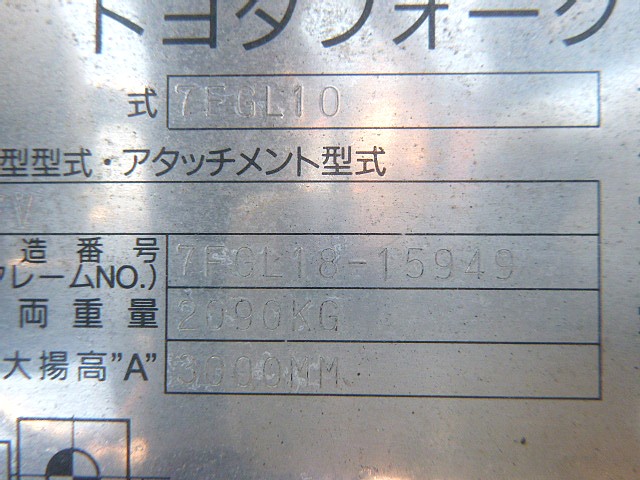 トヨタフォーク
式 7FGL10
型型式・アタッチメント型式
V
造番号
フレームNO.) 7FGL18-15949
両重量 2090KG
大揚高"A" 3000MM